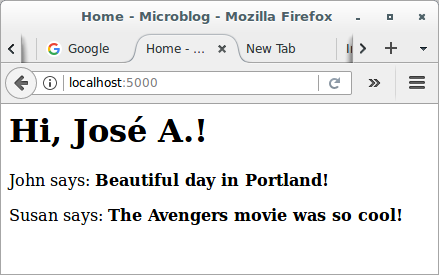 Home - Microblog - Mozilla Firefox
Google
Home - ...
New Tab
localhost:5000
Hi, José A.!
John says: Beautiful day in Portland!
Susan says: The Avengers movie was so cool!